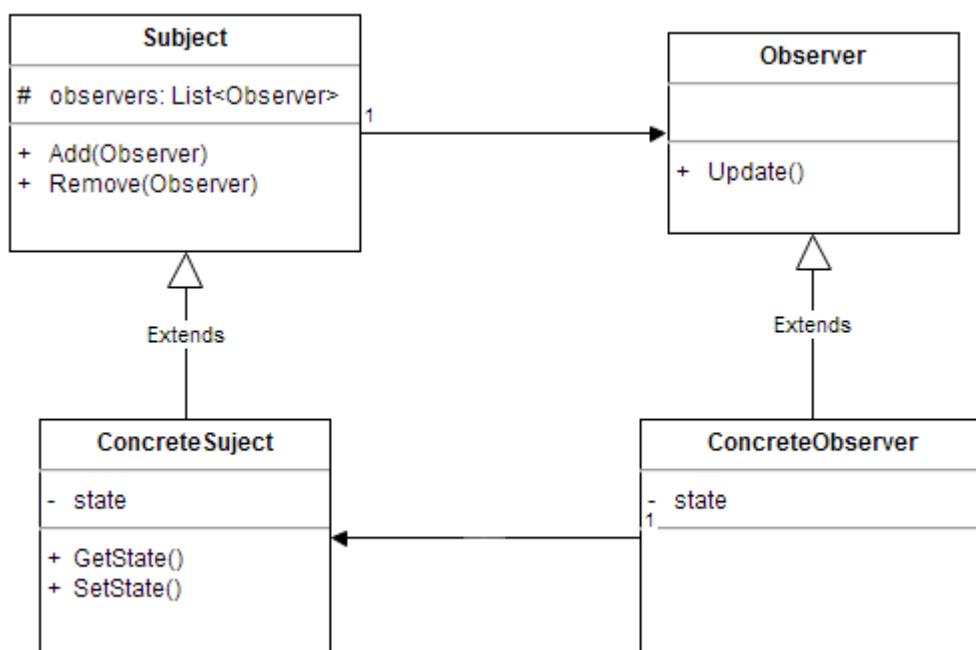 Subject
# observers: List<Observer>
+ Add(Observer)
+ Remove(Observer)
1
Observer
+ Update()
Extends
Extends
ConcreteSuject
- state
+ GetState()
+ SetState()
ConcreteObserver
- state
1